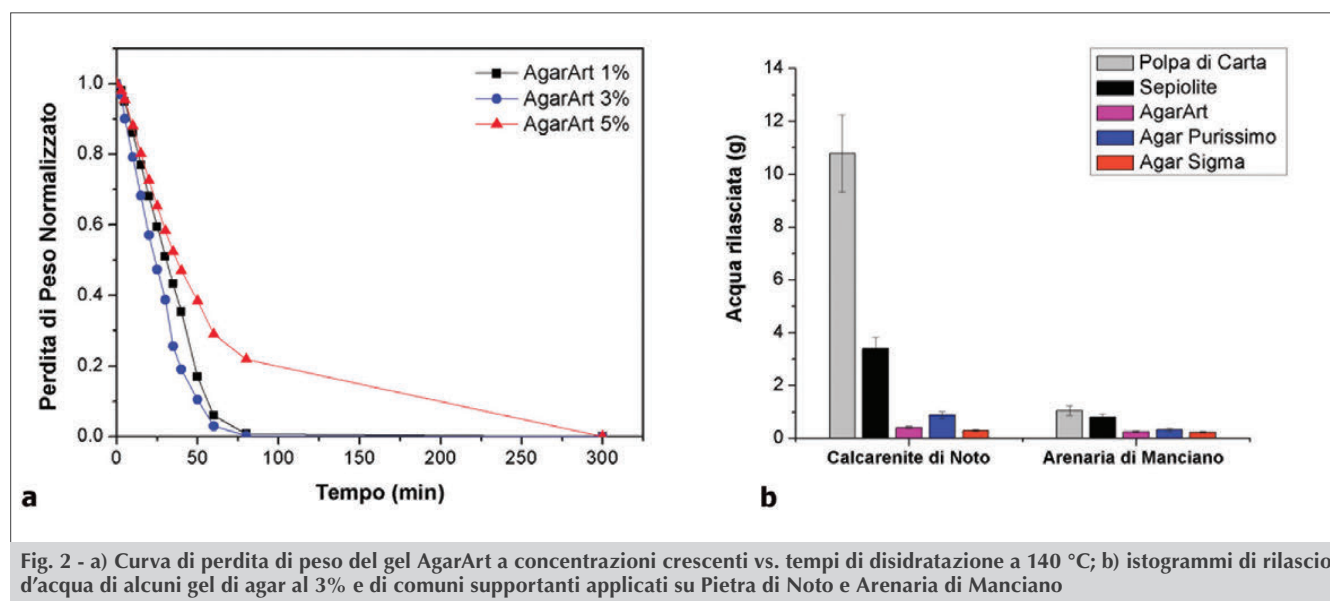 1.0
0.8
0.6
0.4
0.2
0.0
Perdita di Peso Normalizzato
AgarArt 1%
AgarArt 3%
AgarArt 5%
0 50 100 150 200 250 300
Tempo (min)
a
14
12
10
8
6
4
2
0
Acqua rilasciata (g)
Polpa di Carta
Sepiolite
AgarArt
Agar Purissimo
Agar Sigma
Calcarenite di Noto Arenaria di Manciano
b
Fig. 2 - a) Curva di perdita di peso del gel AgarArt a concentrazioni crescenti vs. tempi di disidratazione a 140 °C; b) istogrammi di rilascio
d’acqua di alcuni gel di agar al 3% e di comuni supportanti applicati su Pietra di Noto e Arenaria di Manciano